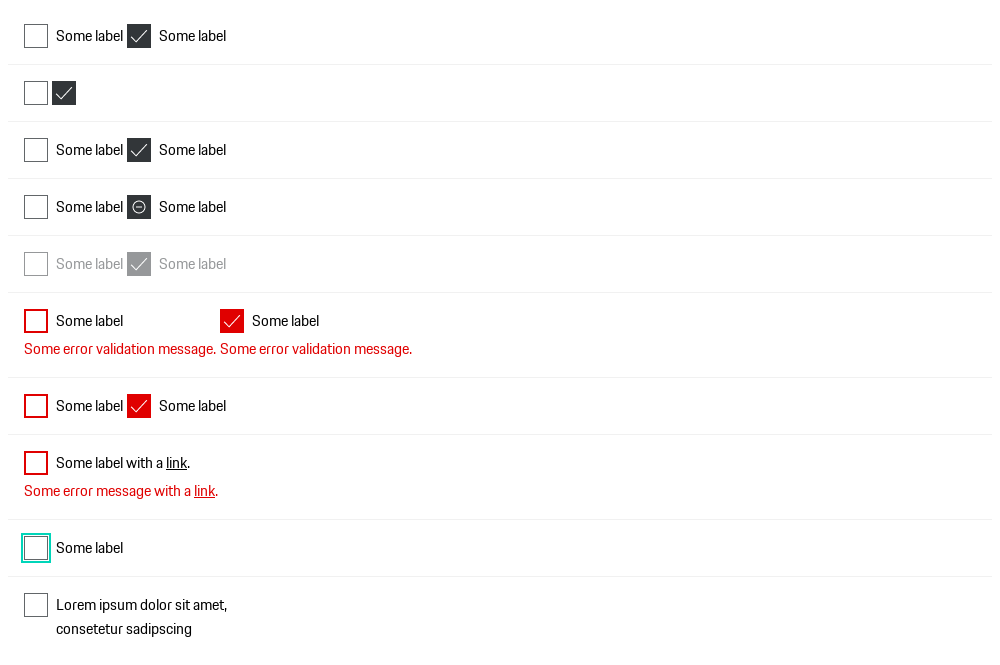 Some label Some label
Some label Some label
Some label Some label
Some label Some label
Some label Some label
Some error validation message. Some error validation message.
Some label Some label
Some label with a link.
Some error message with a link.
Some label
Lorem ipsum dolor sit amet,
consetetur sadipscing